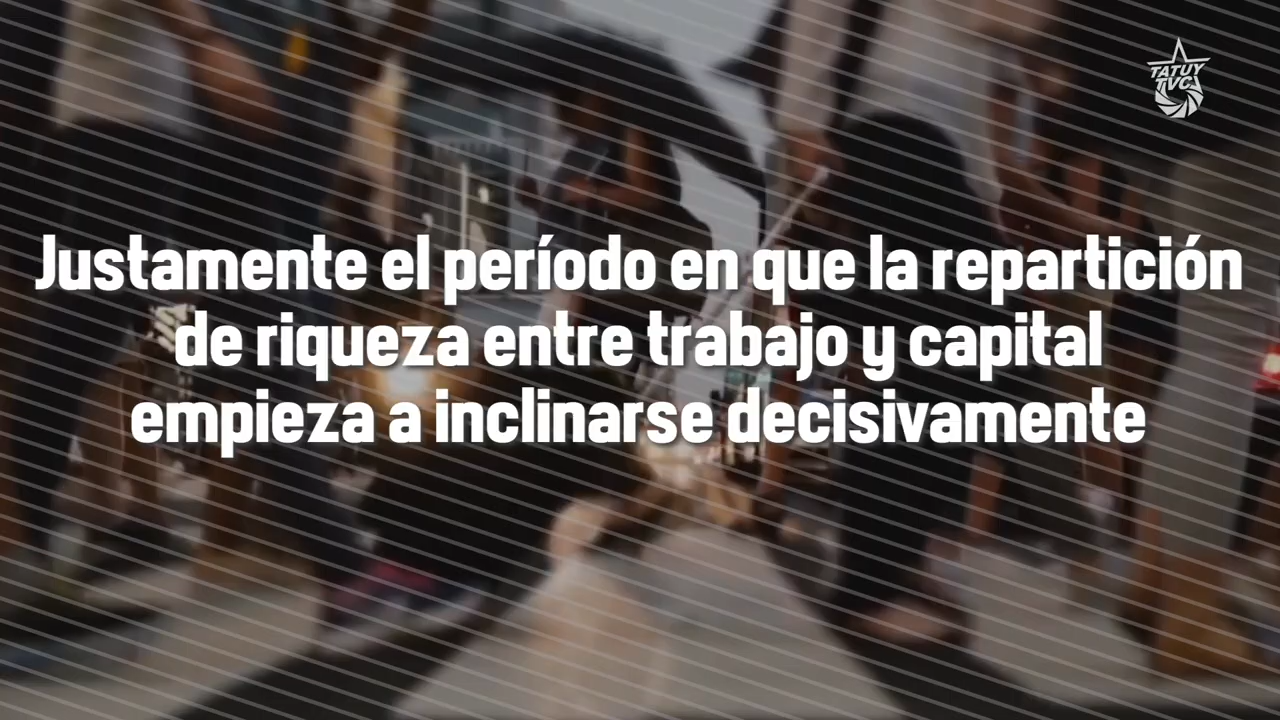 TATUY
TVC
Justamente el período en que la repartición
de riqueza entre trabajo y capital
empieza a inclinarse decisivamente